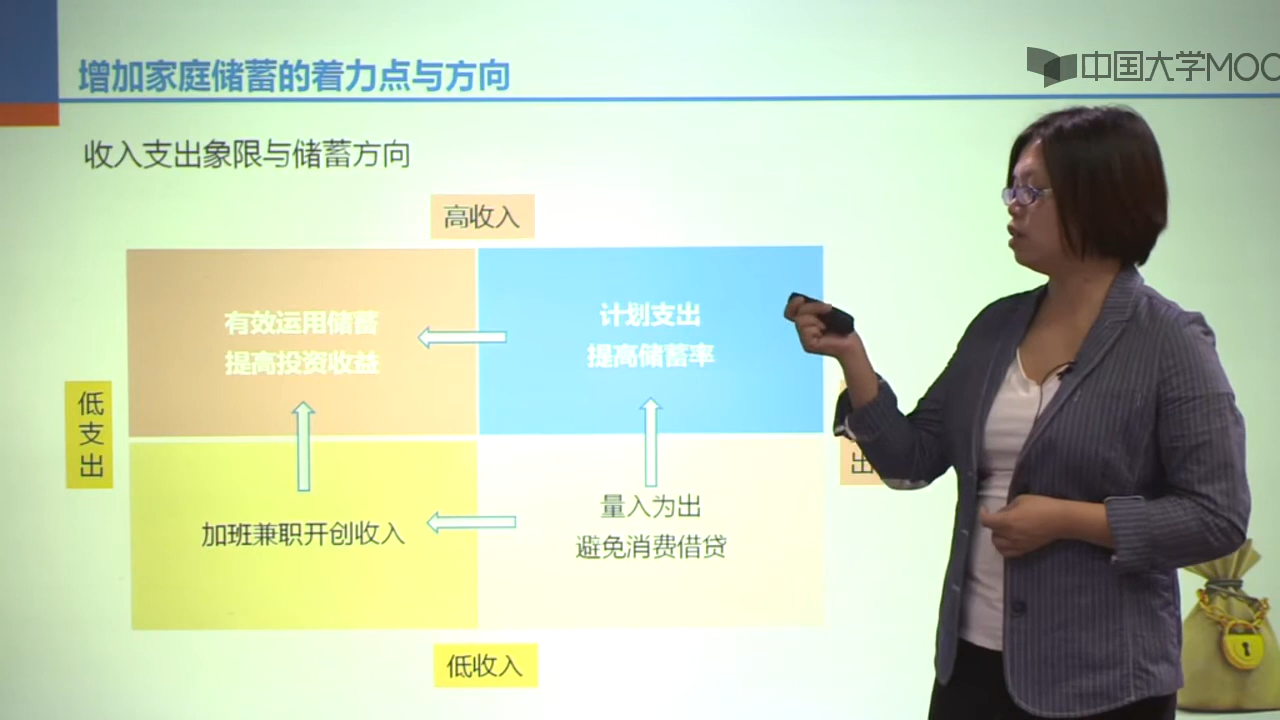 增加家庭储蓄的着力点与方向
中国大学MOO
收入支出象限与储蓄方向
高收入
有效运用储蓄
提高投资收益
计划支出
提高储蓄率
低支出
出
加班兼职开创收入
量入为出
避免消费借贷
低收入